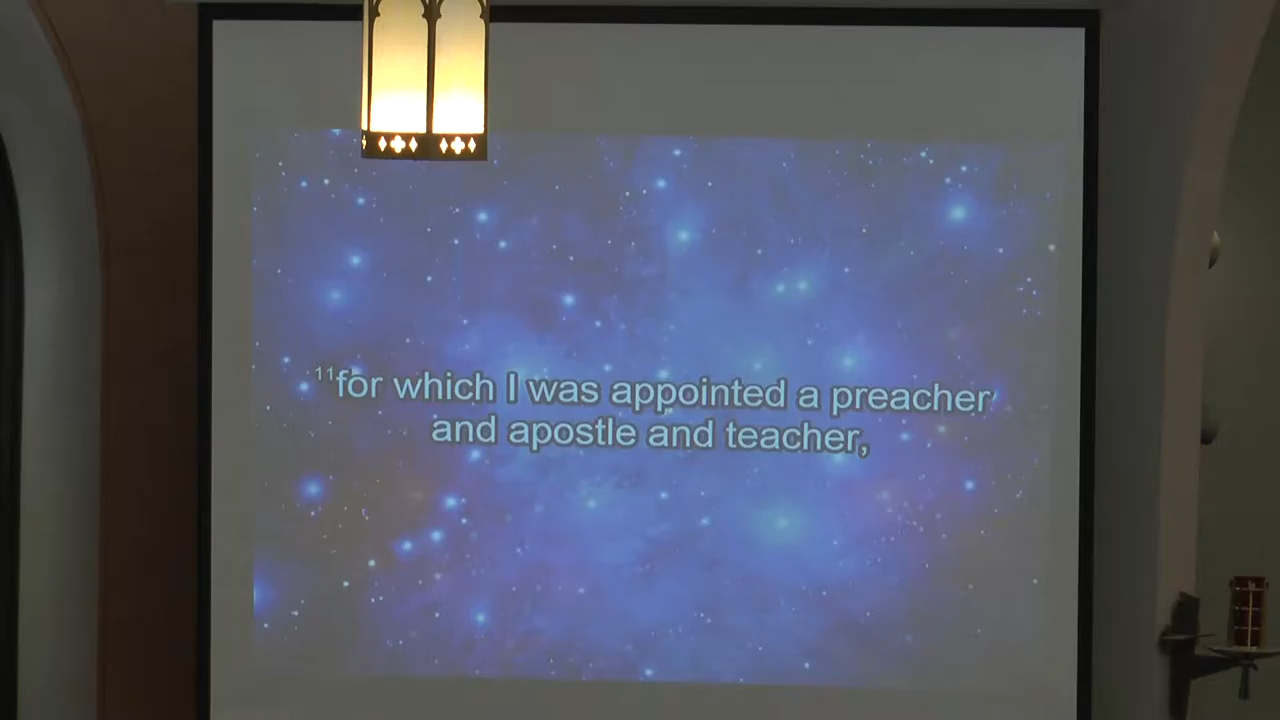 ¹¹for which I was appointed a preacher
and apostle and teacher,